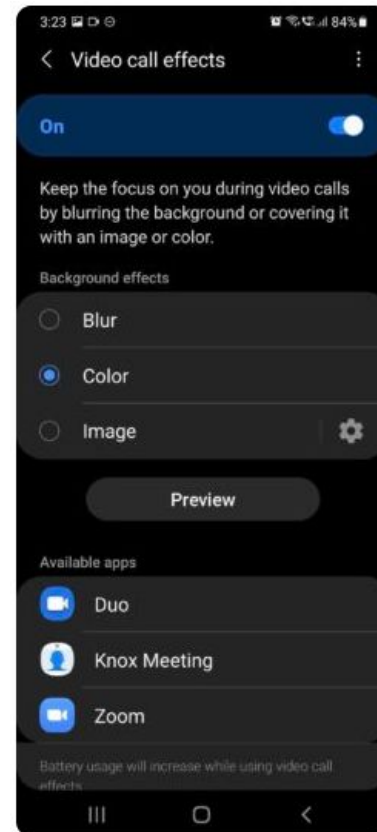 3:23 84%
Video call effects
On
Keep the focus on you during video calls
by blurring the background or covering it
with an image or color.
Background effects
Blur
Color
Image
Preview
Available apps
Duo
Knox Meeting
Zoom
Battery usage will increase while using video call
effects